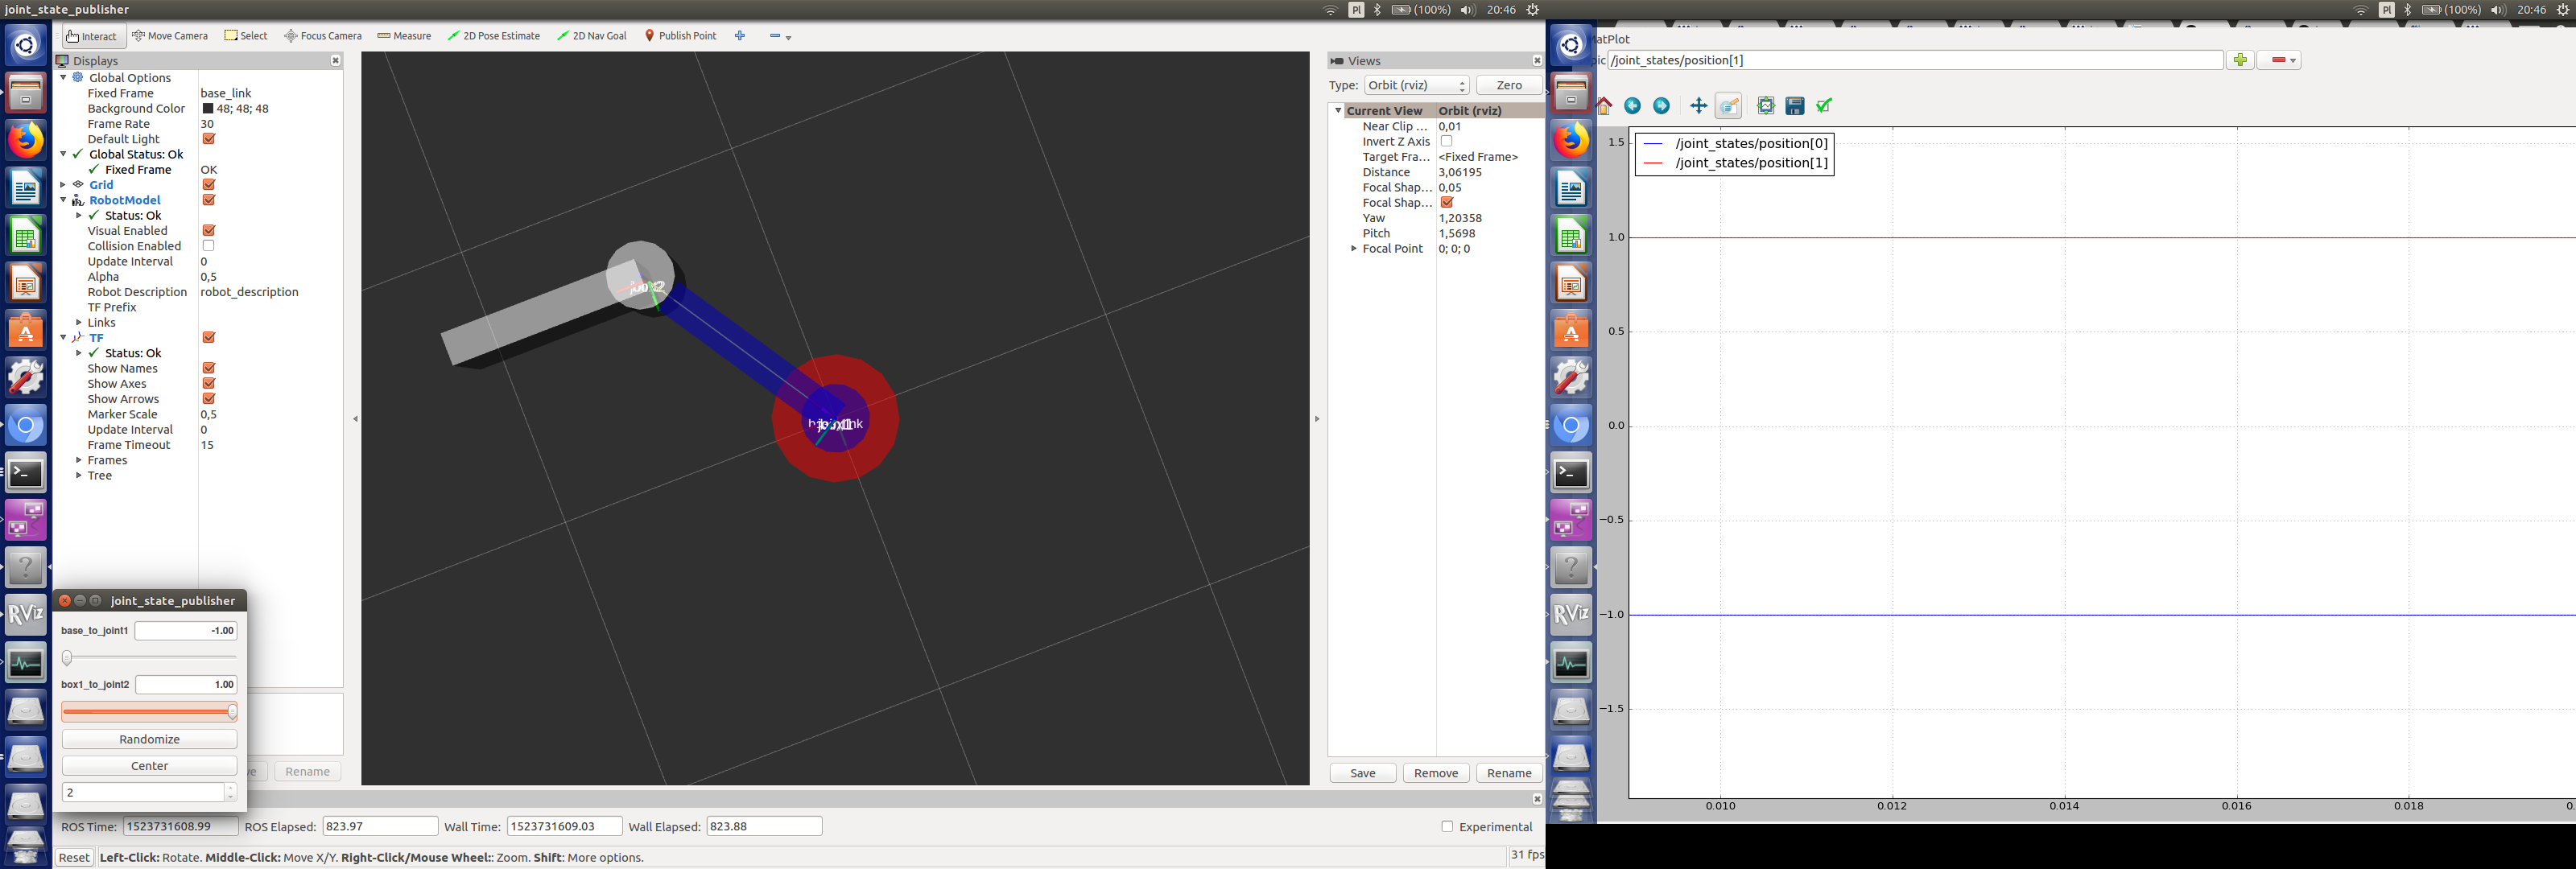 joint_state_publisher
Pl (100%) 20:46
Interact Move Camera Select Focus Camera Measure 2D Pose Estimate 2D Nav Goal Publish Point
Displays
Global Options
Fixed Frame base_link
Background Color 48; 48; 48
Frame Rate 30
Default Light
Global Status: Ok
Fixed Frame OK
Grid
RobotModel
Status: Ok
Visual Enabled
Collision Enabled
Update Interval 0
Alpha 0,5
Robot Description robot_description
TF Prefix
Links
TF
Status: Ok
Show Names
Show Axes
Show Arrows
Marker Scale 0,5
Update Interval 0
Frame Timeout 15
Frames
Tree
RViz
joint_state_publisher
base_to_joint1 -1.00
box1_to_joint2 1.00
Randomize
Center
2
Rename
Views
Type: Orbit (rviz) Zero
Current View Orbit (rviz)
Near Clip ... 0,01
Invert Z Axis
Target Fra... <Fixed Frame>
Distance 3,06195
Focal Shap... 0,05
Focal Shap...
Yaw 1,20358
Pitch 1,5698
Focal Point 0; 0; 0
Save Remove Rename
ROS Time: 1523731608.99 ROS Elapsed: 823.97 Wall Time: 1523731609.03 Wall Elapsed: 823.88 Experimental
Reset Left-Click: Rotate. Middle-Click: Move X/Y. Right-Click/Mouse Wheel:: Zoom. Shift: More options. 31 fps
Pl (100%) 20:46
MatPlot
/joint_states/position[1]
/joint_states/position[0]
/joint_states/position[1]
1.5
1.0
0.5
0.0
−0.5
−1.0
−1.5
0.010 0.012 0.014 0.016 0.018
RViz